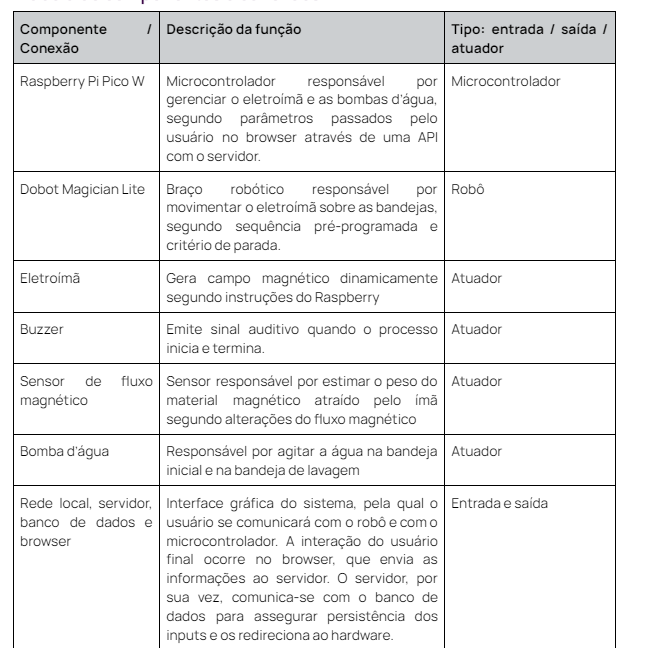 Componente / Descrição da função Tipo: entrada / saída /
Conexão atuador
Raspberry Pi Pico W Microcontrolador responsável por Microcontrolador
gerenciar o eletroímã e as bombas d'água,
segundo parâmetros passados pelo
usuário no browser através de uma API
com o servidor.
Dobot Magician Lite Braço robótico responsável por Robô
movimentar o eletroímã sobre as bandejas,
segundo sequência pré-programada e
critério de parada.
Eletroímã Gera campo magnético dinamicamente Atuador
segundo instruções do Raspberry
Buzzer Emite sinal auditivo quando o processo Atuador
inicia e termina.
Sensor de fluxo Sensor responsável por estimar o peso do Atuador
magnético material magnético atraído pelo ímã
segundo alterações do fluxo magnético
Bomba d'água Responsável por agitar a água na bandeja Atuador
inicial e na bandeja de lavagem
Rede local, servidor, Interface gráfica do sistema, pela qual o Entrada e saída
banco de dados e usuário se comunicará com o robô e com o
browser microcontrolador. A interação do usuário
final ocorre no browser, que envia as
informações ao servidor. O servidor, por
sua vez, comunica-se com o banco de
dados para assegurar persistência dos
inputs e os redireciona ao hardware.